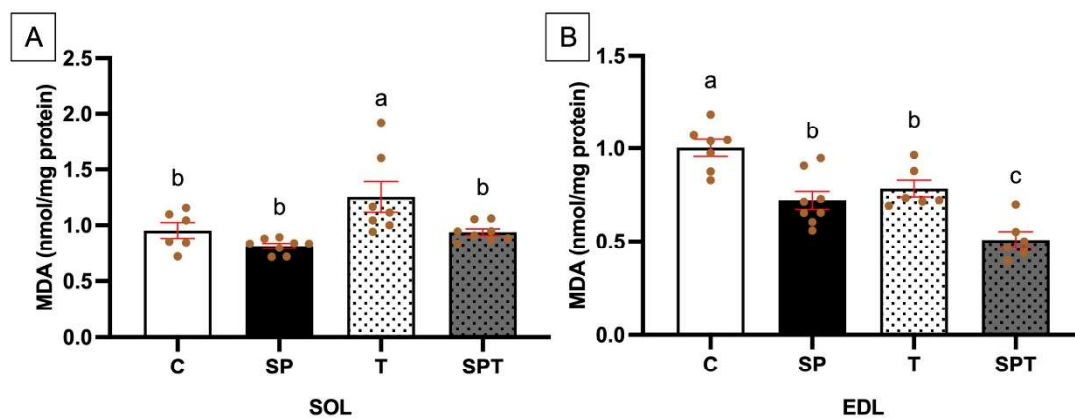 A
MDA (nmol/mg protein)
2.5
2.0
1.5
1.0
0.5
0.0
b
b
a
b
C SP T SPT
SOL
B
MDA (nmol/mg protein)
1.5
1.0
0.5
0.0
a
b
b
c
C SP T SPT
EDL